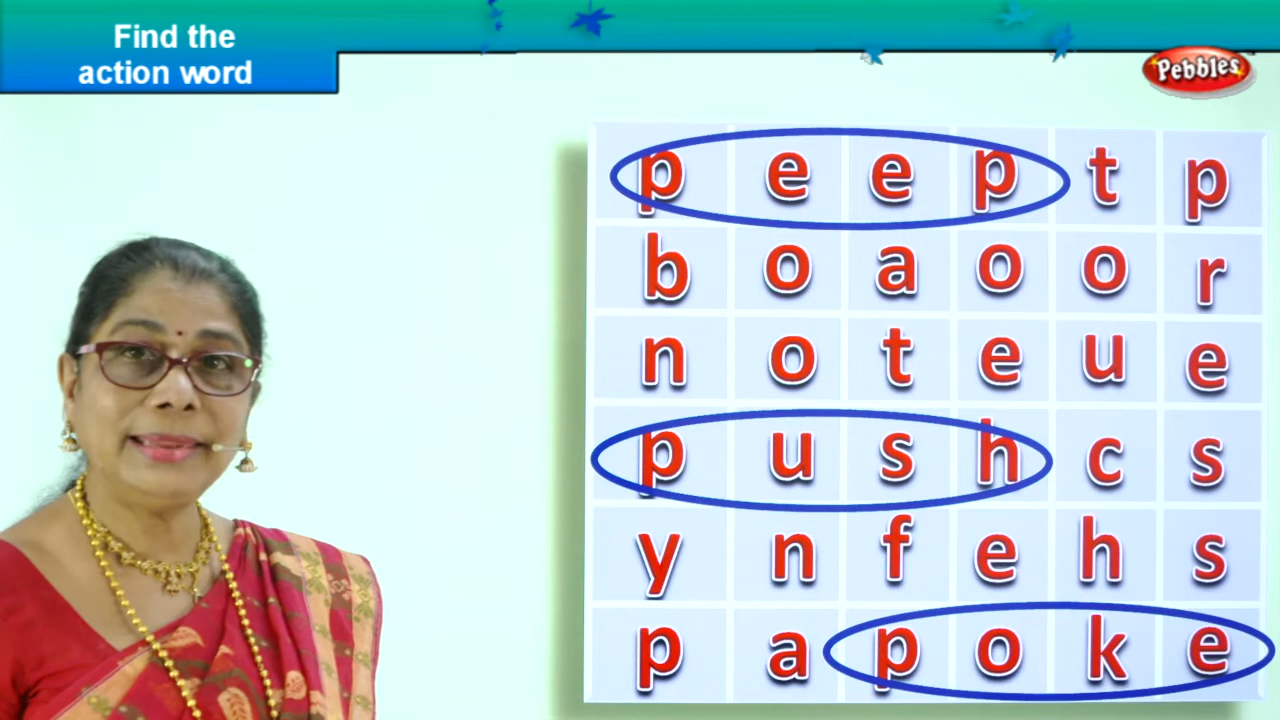 Find the
action word
Pebbles
p e e p t p
b o a o o r
n o t e u e
p u s h c s
y n f e h s
p a p o k e